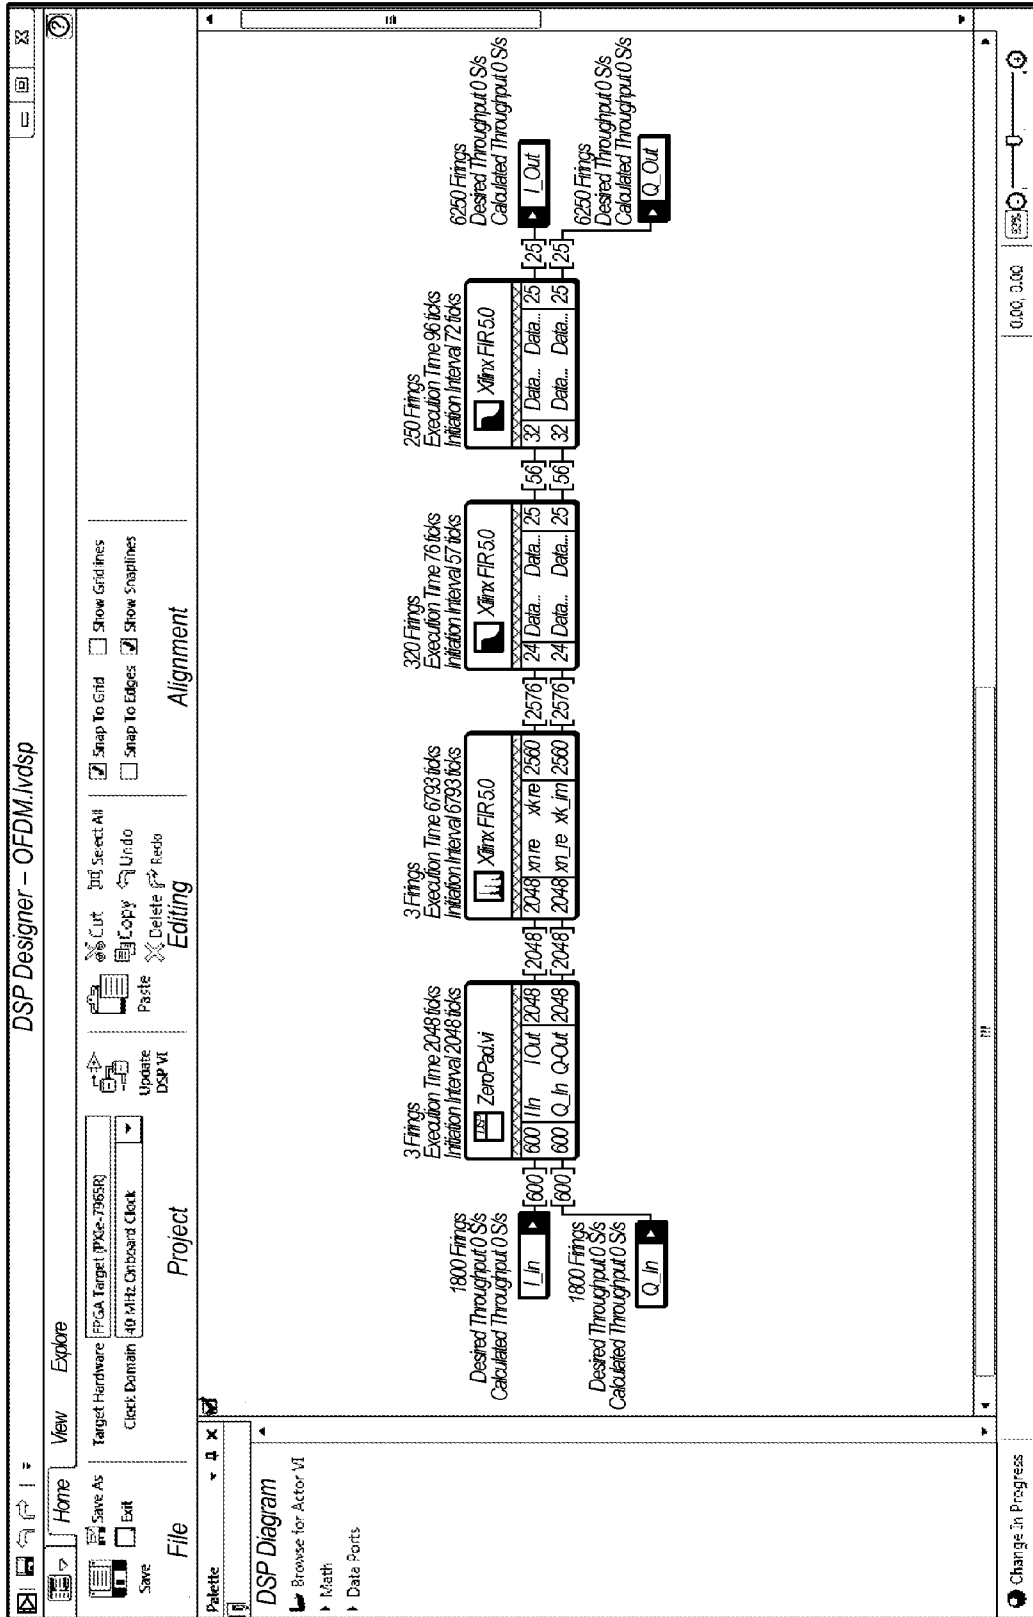 DSP Designer – OFDM.lvdsp
Home View Explore
Save
Save As
Exit
File
Target Hardware FPGA Target (PXIe-7965R)
Clock Domain 40 MHz Onboard Clock
Update
DSP VI
Project
Paste
Cut
Copy
Delete
Select All
Undo
Redo
Editing
Snap To Grid
Snap To Edges
Show Gridlines
Show Snaplines
Alignment
Palette
DSP Diagram
Browse for Actor VI
Math
Data Ports
1800 Firings
Desired Throughput 0 S/s
Calculated Throughput 0 S/s
I_In
1800 Firings
Desired Throughput 0 S/s
Calculated Throughput 0 S/s
Q_In
[600]
[600]
3 Firings
Execution Time 2048 ticks
Initiation Interval 2048 ticks
DSP ZeroPad.vi
600 I In I Out 2048
600 Q_In Q-Out 2048
[2048]
[2048]
3 Firings
Execution Time 6793 ticks
Initiation Interval 6793 ticks
Xilinx FIR 5.0
2048 xn re xk re 2560
2048 xn_re xk_im 2560
[2576]
[2576]
320 Firings
Execution Time 76 ticks
Initiation Interval 57 ticks
Xilinx FIR 5.0
24 Data... Data... 25
24 Data... Data... 25
[56]
[56]
250 Firings
Execution Time 96 ticks
Initiation Interval 72 ticks
Xilinx FIR 5.0
32 Data... Data... 25
32 Data... Data... 25
[25]
[25]
6250 Firings
Desired Throughput 0 S/s
Calculated Throughput 0 S/s
I_Out
6250 Firings
Desired Throughput 0 S/s
Calculated Throughput 0 S/s
Q_Out
Change In Progress
0.00, 0.00